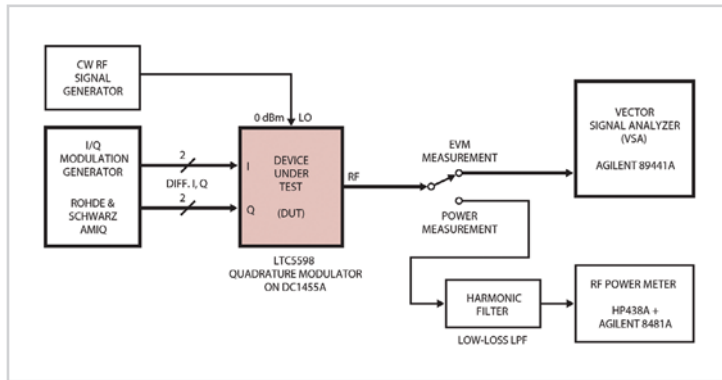 CW RF
SIGNAL
GENERATOR
0 dBm
LO
I/Q
MODULATION
GENERATOR
ROHDE &
SCHWARZ
AMIQ
2
DIFF. I, Q
2
I
Q
DEVICE
UNDER
TEST
(DUT)
RF
LTC5598
QUADRATURE MODULATOR
ON DC1455A
EVM
MEASUREMENT
POWER
MEASUREMENT
VECTOR
SIGNAL ANALYZER
(VSA)
AGILENT 89441A
HARMONIC
FILTER
LOW-LOSS LPF
RF POWER METER
HP438A +
AGILENT 8481A